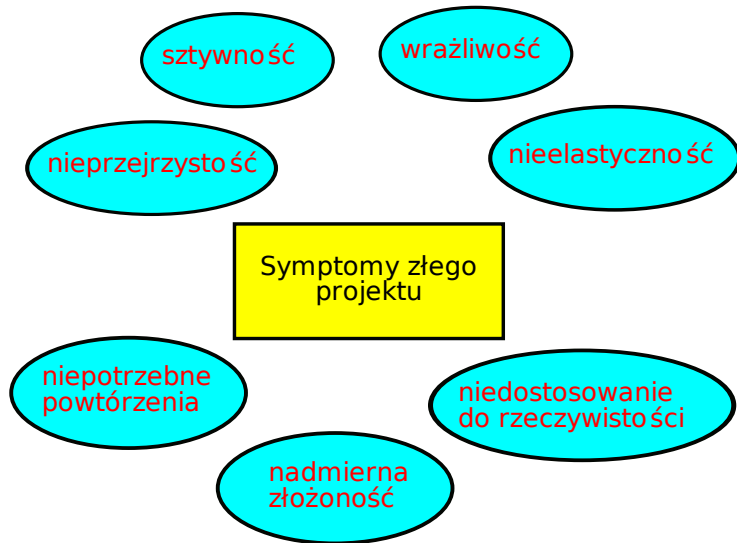 sztywność
wrażliwość
nieprzejrzystość
nieelastyczność
Symptomy złego
projektu
niepotrzebne
powtórzenia
niedostosowanie
do rzeczywistości
nadmierna
złożoność